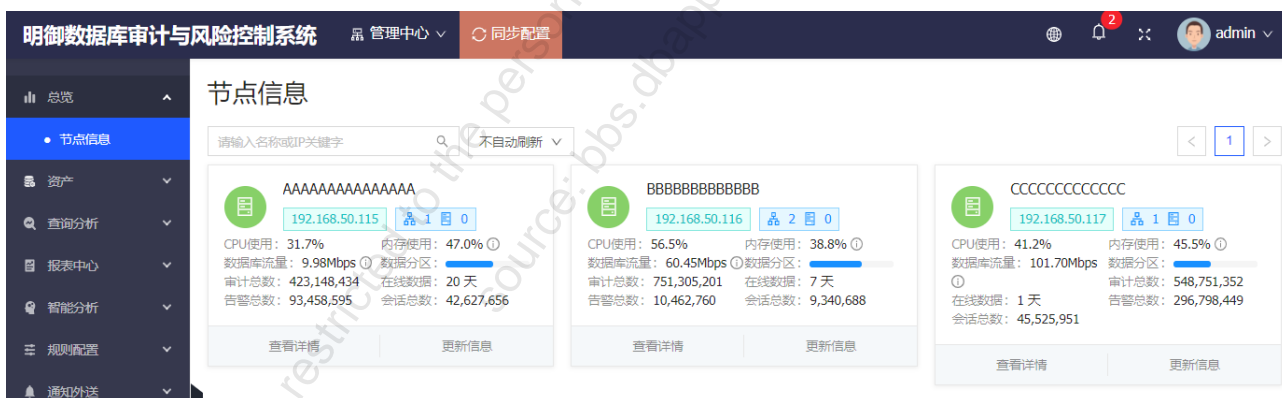 明御数据库审计与风险控制系统 管理中心 同步配置 2 admin
总览
节点信息
资产
查询分析
报表中心
智能分析
规则配置
通知外送
节点信息
请输入名称或IP关键字 不自动刷新 < 1 >
AAAAAAAAAAAAAAA
192.168.50.115 1 0
CPU使用: 31.7% 内存使用: 47.0%
数据库流量: 9.98Mbps 数据分区:
审计总数: 423,148,434 在线数据: 20 天
告警总数: 93,458,595 会话总数: 42,627,656
查看详情 更新信息
BBBBBBBBBBBBB
192.168.50.116 2 0
CPU使用: 56.5% 内存使用: 38.8%
数据库流量: 60.45Mbps 数据分区:
审计总数: 751,305,201 在线数据: 7 天
告警总数: 10,462,760 会话总数: 9,340,688
查看详情 更新信息
CCCCCCCCCCCCC
192.168.50.117 1 0
CPU使用: 41.2% 内存使用: 45.5%
数据库流量: 101.70Mbps 数据分区:
审计总数: 548,751,352
在线数据: 1 天 告警总数: 296,798,449
会话总数: 45,525,951
查看详情 更新信息
restricted to the person
source: bbs.dbapp